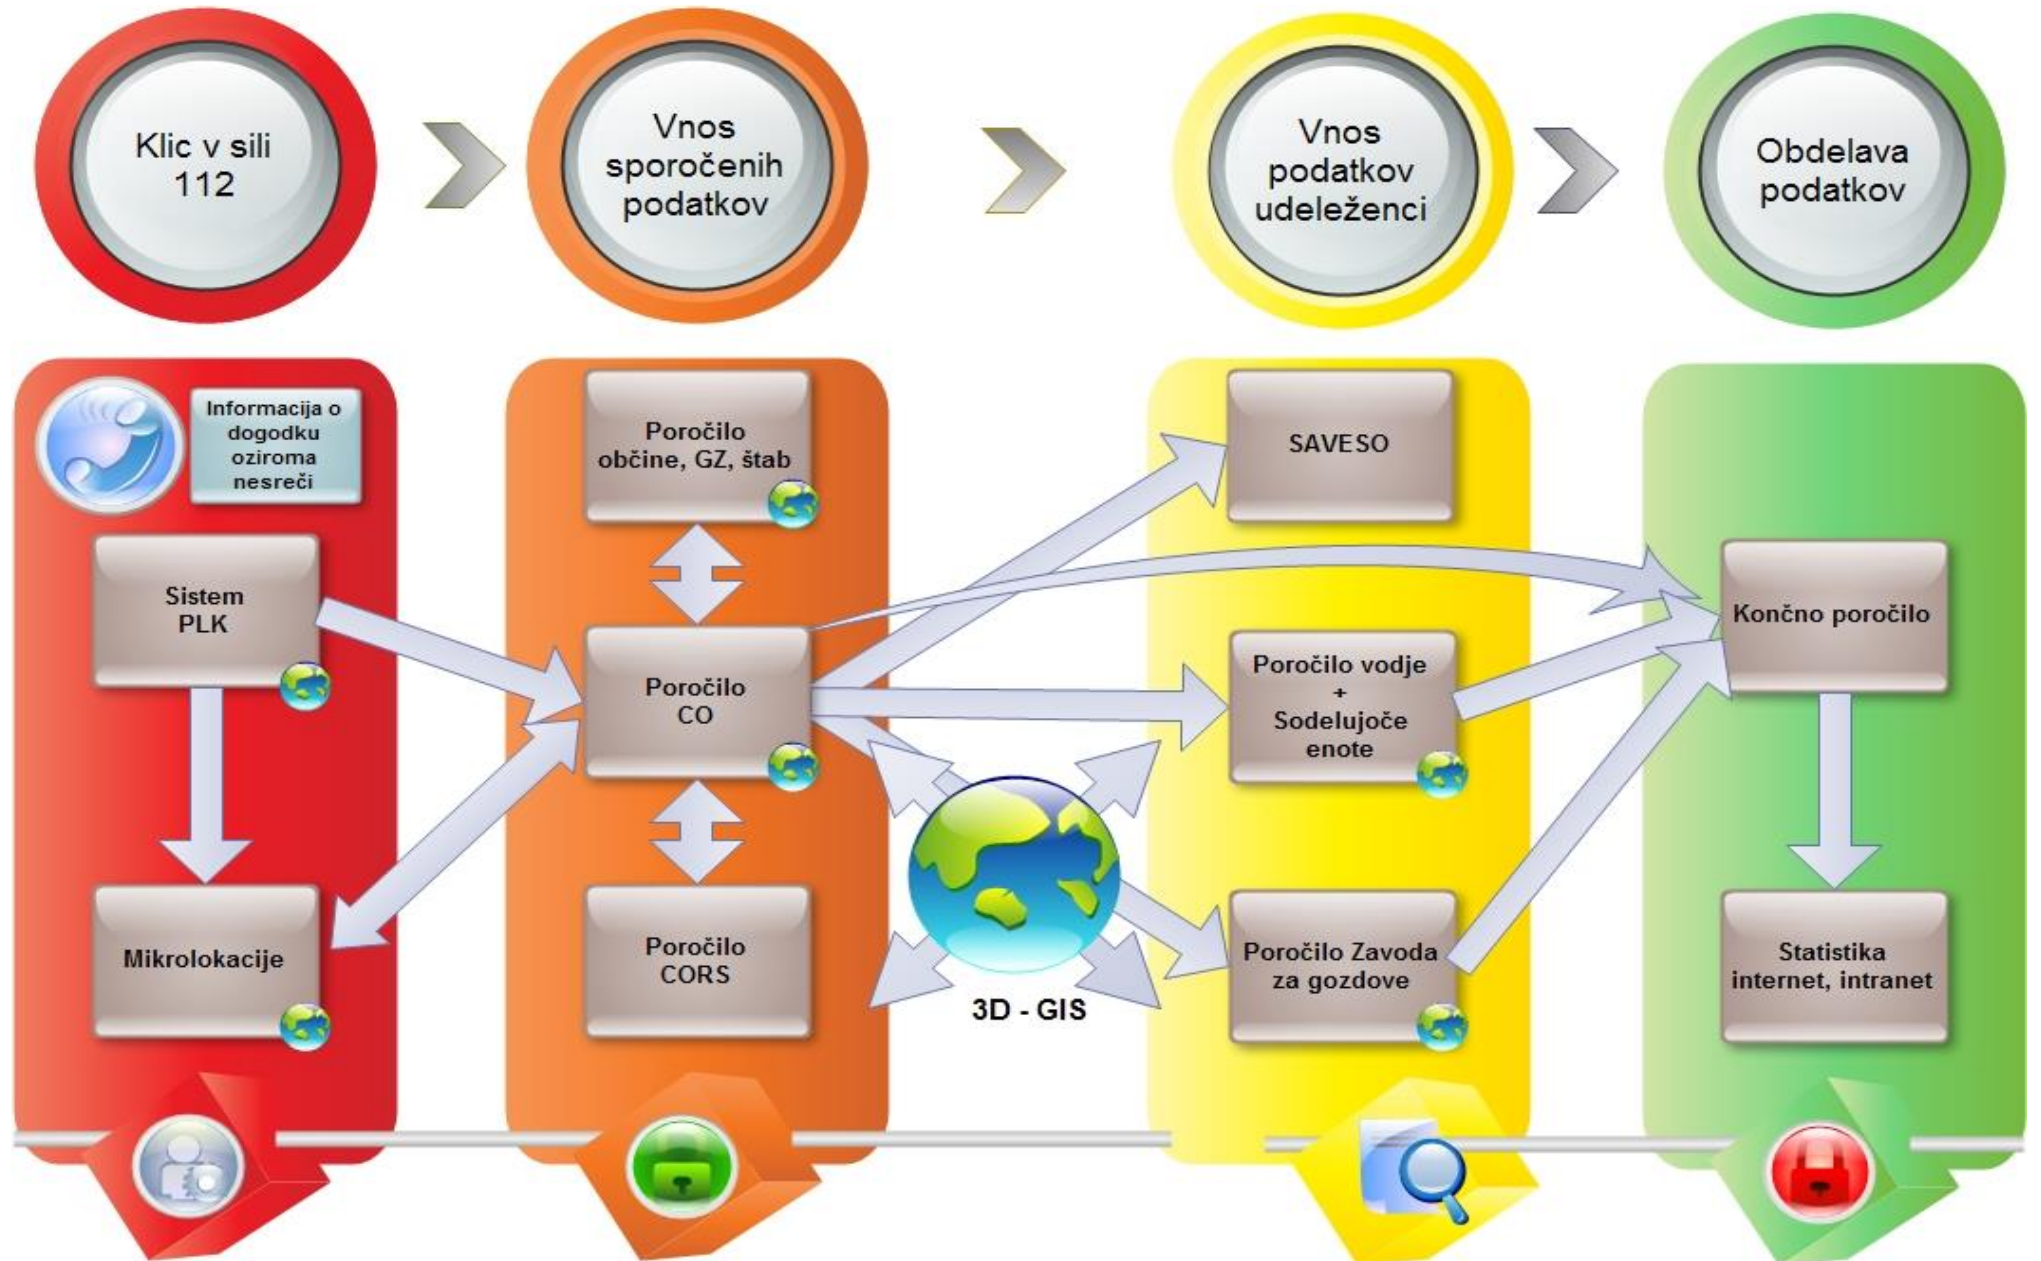 Klic v sili
112
Vnos
sporočenih
podatkov
Vnos
podatkov
udeleženci
Obdelava
podatkov
Informacija o
dogodku
oziroma
nesreči
Sistem
PLK
Mikrolokacije
Poročilo
občine, GZ, štab
Poročilo
CO
Poročilo
CORS
3D - GIS
SAVESO
Poročilo vodje
+
Sodelujoče
enote
Poročilo Zavoda
za gozdove
Končno poročilo
Statistika
internet, intranet